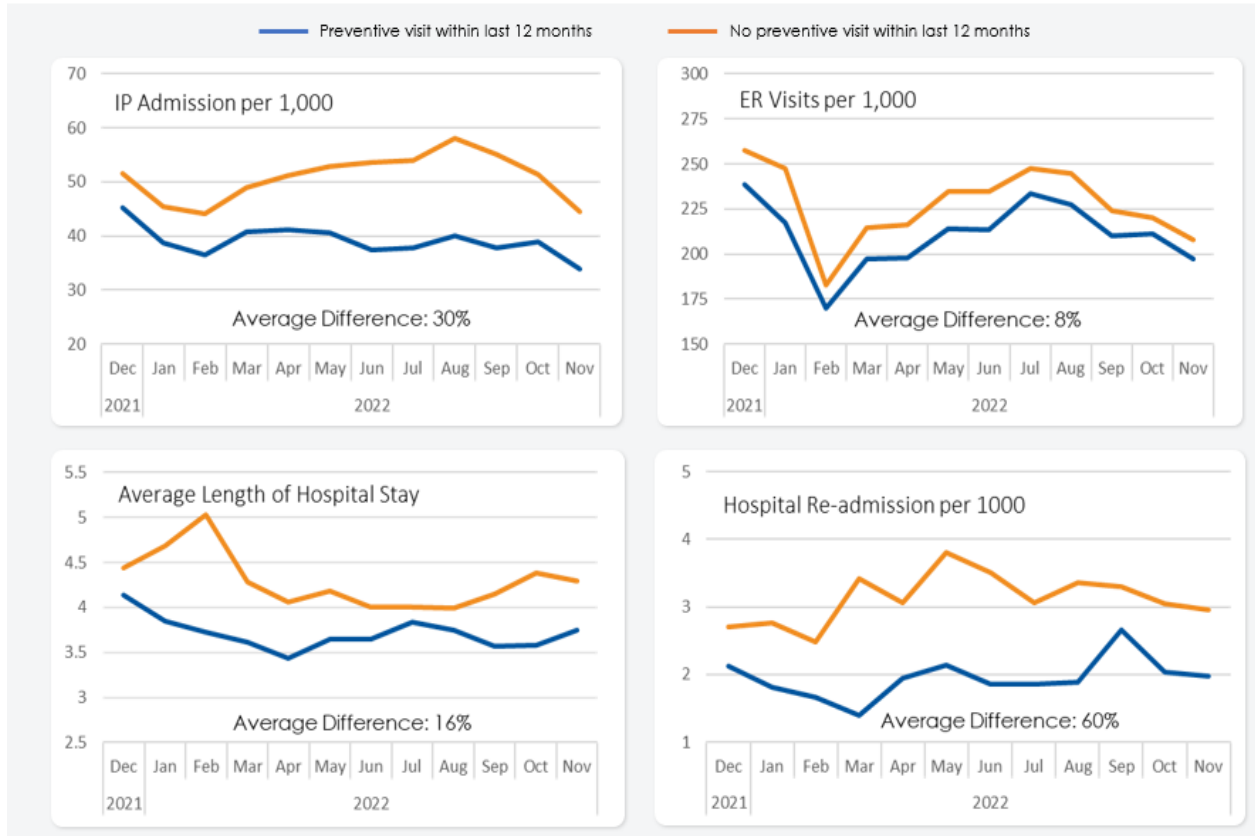 Preventive visit within last 12 months No preventive visit within last 12 months
IP Admission per 1,000
70
60
50
40
30
20
Average Difference: 30%
Dec Jan Feb Mar Apr May Jun Jul Aug Sep Oct Nov
2021 2022
ER Visits per 1,000
300
275
250
225
200
175
150
Average Difference: 8%
Dec Jan Feb Mar Apr May Jun Jul Aug Sep Oct Nov
2021 2022
Average Length of Hospital Stay
5.5
5
4.5
4
3.5
3
2.5
Average Difference: 16%
Dec Jan Feb Mar Apr May Jun Jul Aug Sep Oct Nov
2021 2022
Hospital Re-admission per 1000
5
4
3
2
1
Average Difference: 60%
Dec Jan Feb Mar Apr May Jun Jul Aug Sep Oct Nov
2021 2022